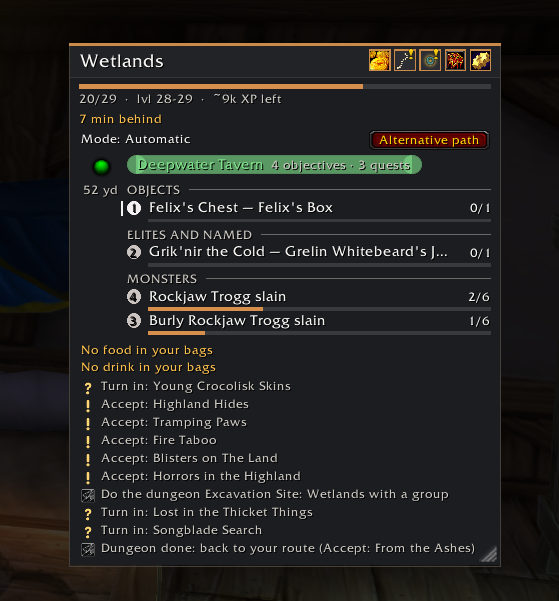 Wetlands
20/29 · lvl 28-29 · ~9k XP left
7 min behind
Mode: Automatic
Alternative path
Deepwater Tavern 4 objectives · 3 quests
52 yd OBJECTS
1 Felix's Chest — Felix's Box 0/1
ELITES AND NAMED
2 Grik'nir the Cold — Grelin Whitebeard's J... 0/1
MONSTERS
4 Rockjaw Trogg slain 2/6
3 Burly Rockjaw Trogg slain 1/6
No food in your bags
No drink in your bags
? Turn in: Young Crocolisk Skins
! Accept: Highland Hides
! Accept: Tramping Paws
! Accept: Fire Taboo
! Accept: Blisters on The Land
! Accept: Horrors in the Highland
Do the dungeon Excavation Site: Wetlands with a group
? Turn in: Lost in the Thicket Things
? Turn in: Songblade Search
Dungeon done: back to your route (Accept: From the Ashes)